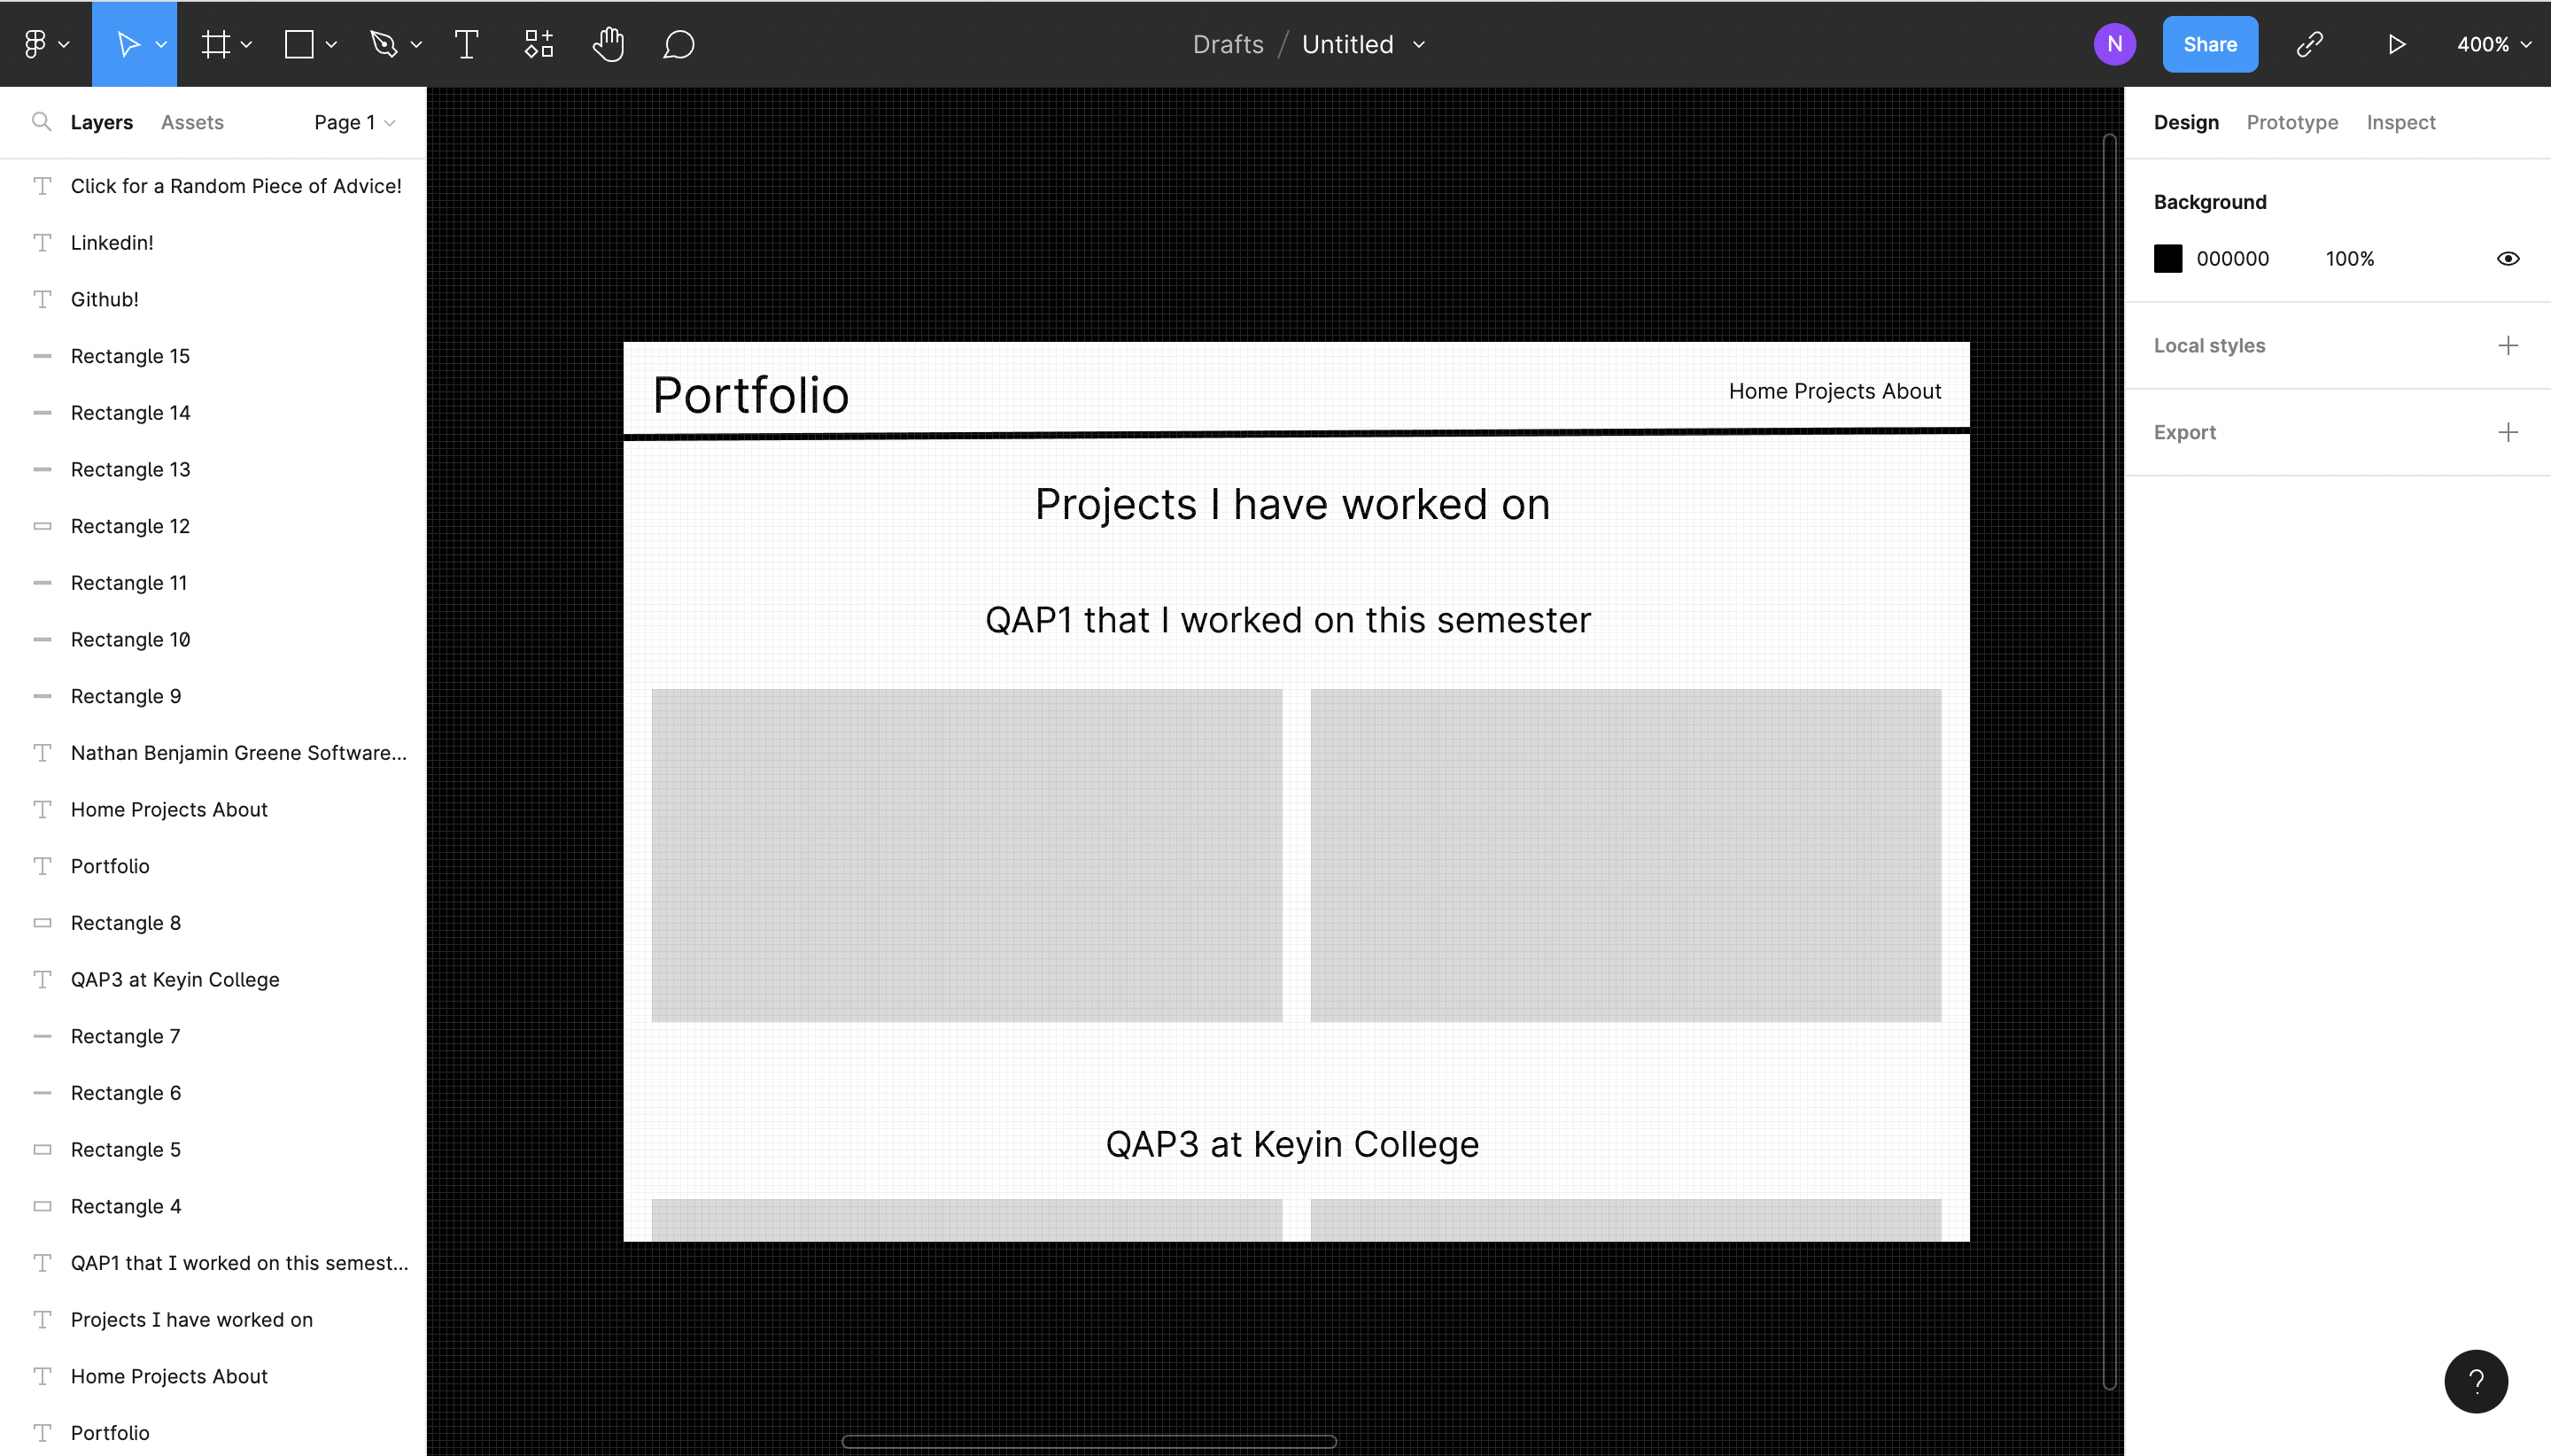 Drafts / Untitled
N
Share
400%
Layers
Assets
Page 1
Click for a Random Piece of Advice!
Linkedin!
Github!
Rectangle 15
Rectangle 14
Rectangle 13
Rectangle 12
Rectangle 11
Rectangle 10
Rectangle 9
Nathan Benjamin Greene Software...
Home Projects About
Portfolio
Rectangle 8
QAP3 at Keyin College
Rectangle 7
Rectangle 6
Rectangle 5
Rectangle 4
QAP1 that I worked on this semest...
Projects I have worked on
Home Projects About
Portfolio
Portfolio
Home Projects About
Projects I have worked on
QAP1 that I worked on this semester
QAP3 at Keyin College
Design
Prototype
Inspect
Background
000000
100%
Local styles
Export
?